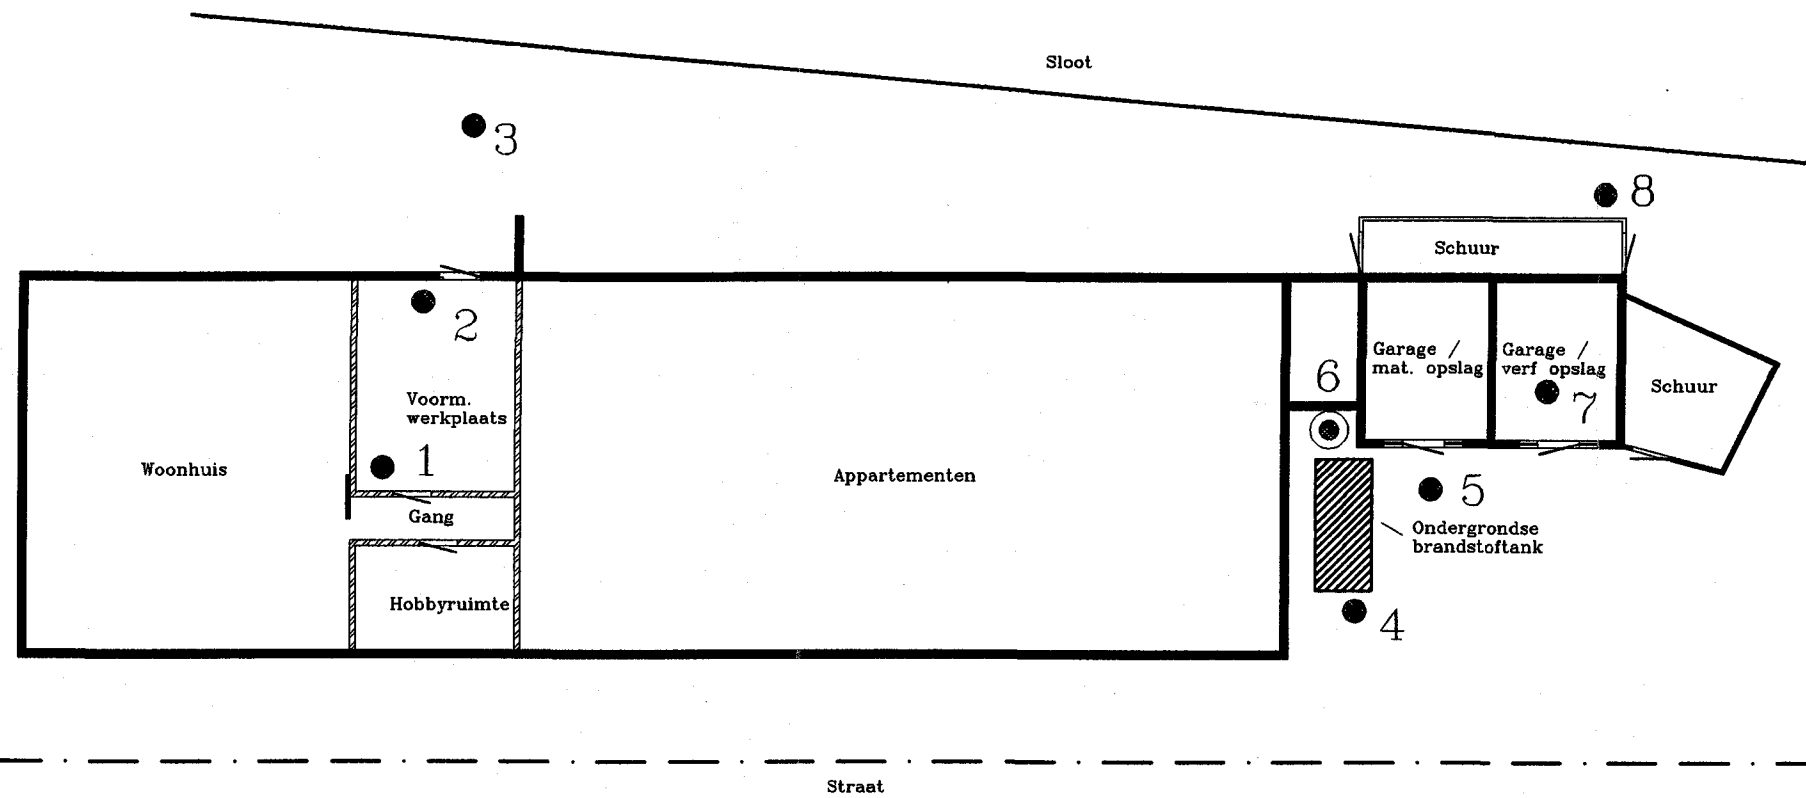 Sloot
3
8
Schuur
2
Garage /
mat. opslag
Garage /
verf opslag
6
7
Schuur
Voorm.
werkplaats
1
Woonhuis
Appartementen
5
Gang
Ondergrondse
brandstoftank
Hobbyruimte
4
Straat